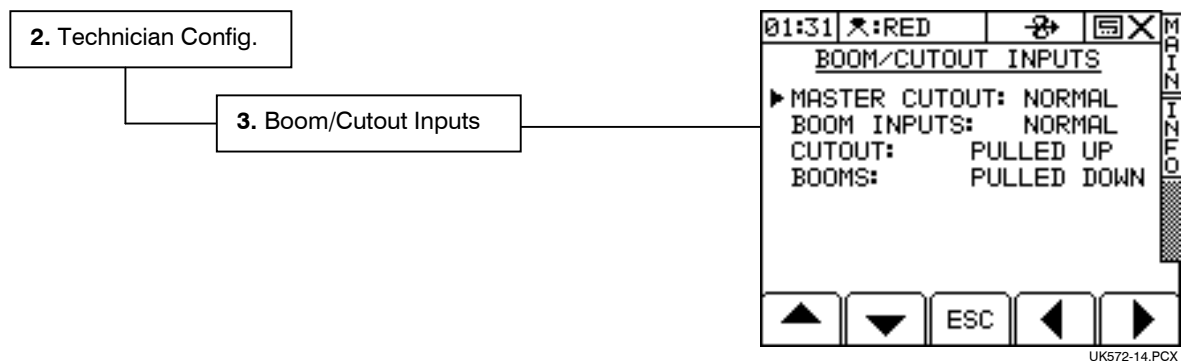 2. Technician Config.
3. Boom/Cutout Inputs
01:31 :RED
BOOM/CUTOUT INPUTS
MASTER CUTOUT: NORMAL
BOOM INPUTS: NORMAL
CUTOUT: PULLED UP
BOOMS: PULLED DOWN
MAIN
INFO
ESC
UK572-14.PCX